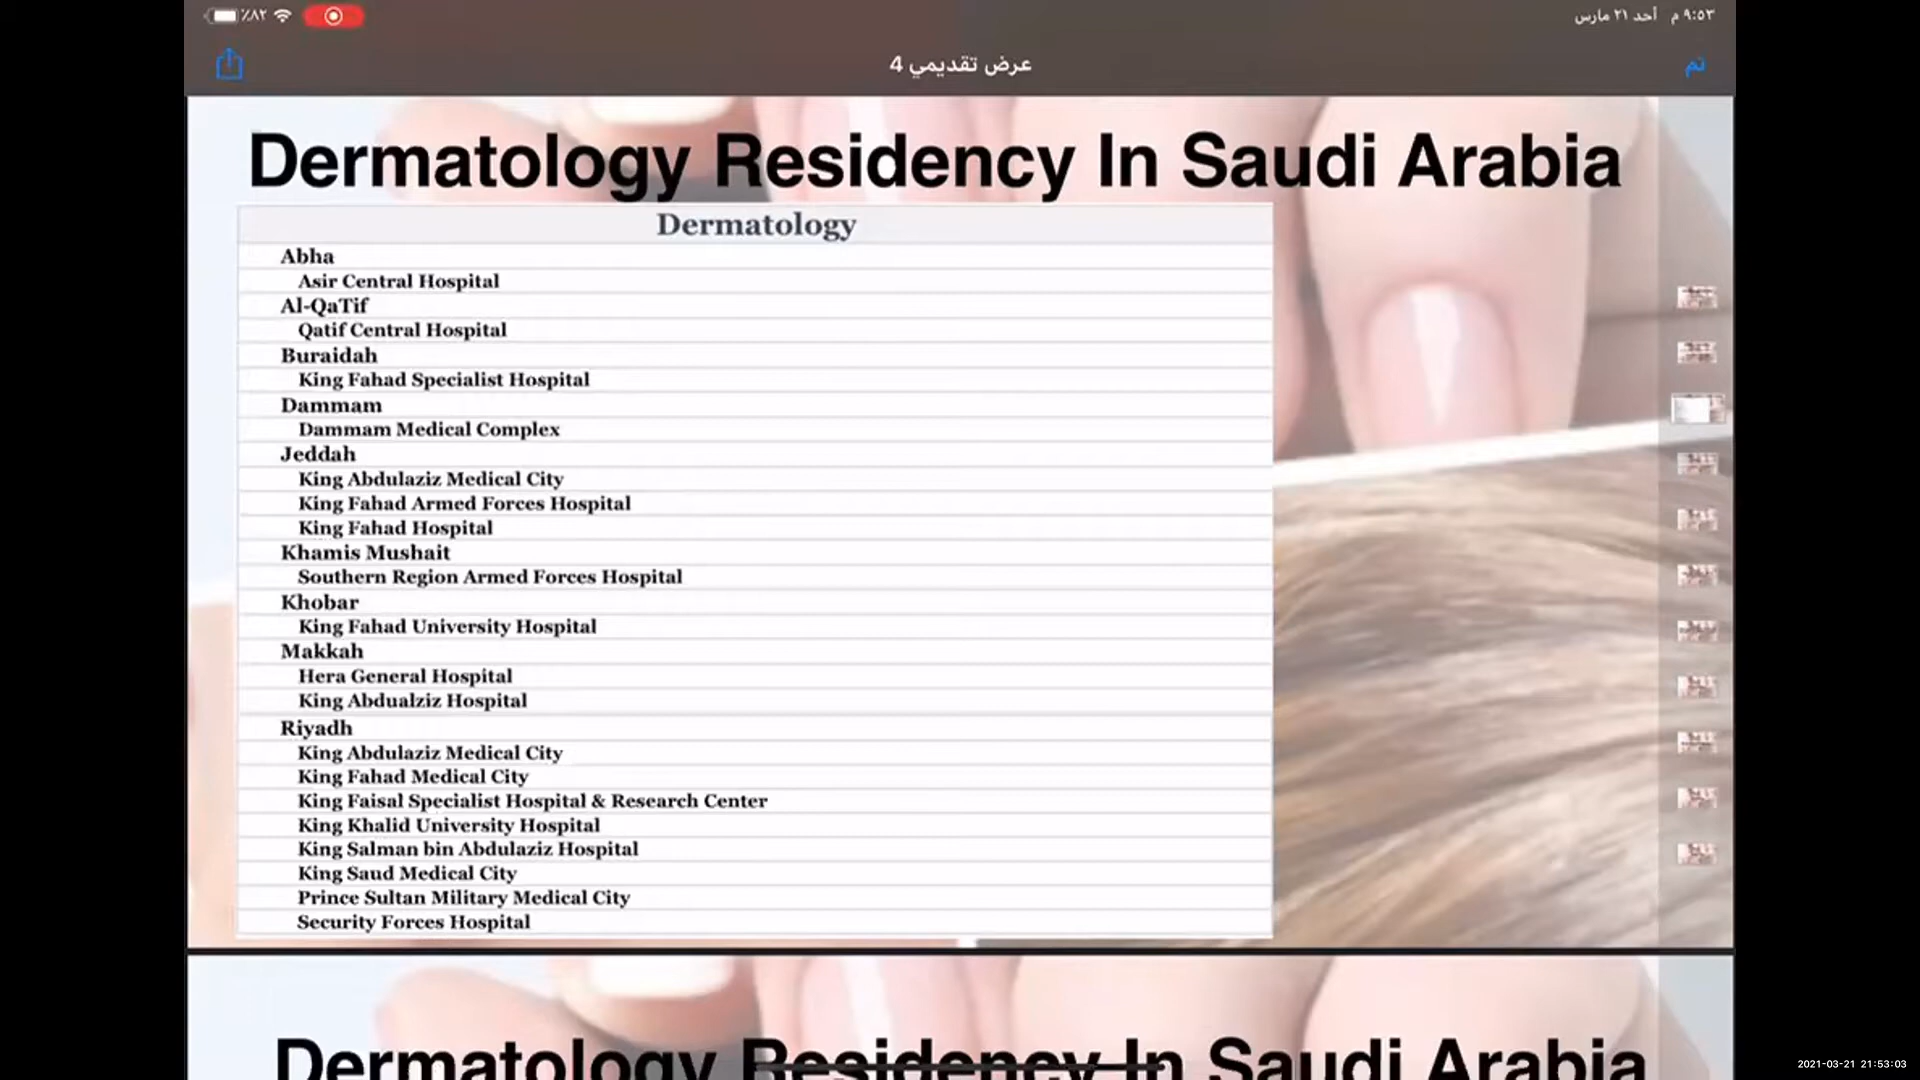 ٪٨٢
٩:٥٣ م أحد ٢١ مارس
عرض تقديمي 4
تم
Dermatology Residency In Saudi Arabia
Dermatology
Abha
Asir Central Hospital
Al-QaTif
Qatif Central Hospital
Buraidah
King Fahad Specialist Hospital
Dammam
Dammam Medical Complex
Jeddah
King Abdulaziz Medical City
King Fahad Armed Forces Hospital
King Fahad Hospital
Khamis Mushait
Southern Region Armed Forces Hospital
Khobar
King Fahad University Hospital
Makkah
Hera General Hospital
King Abdualziz Hospital
Riyadh
King Abdulaziz Medical City
King Fahad Medical City
King Faisal Specialist Hospital & Research Center
King Khalid University Hospital
King Salman bin Abdulaziz Hospital
King Saud Medical City
Prince Sultan Military Medical City
Security Forces Hospital
Dermatology Residency In Saudi Arabia
2021-03-21 21:53:03